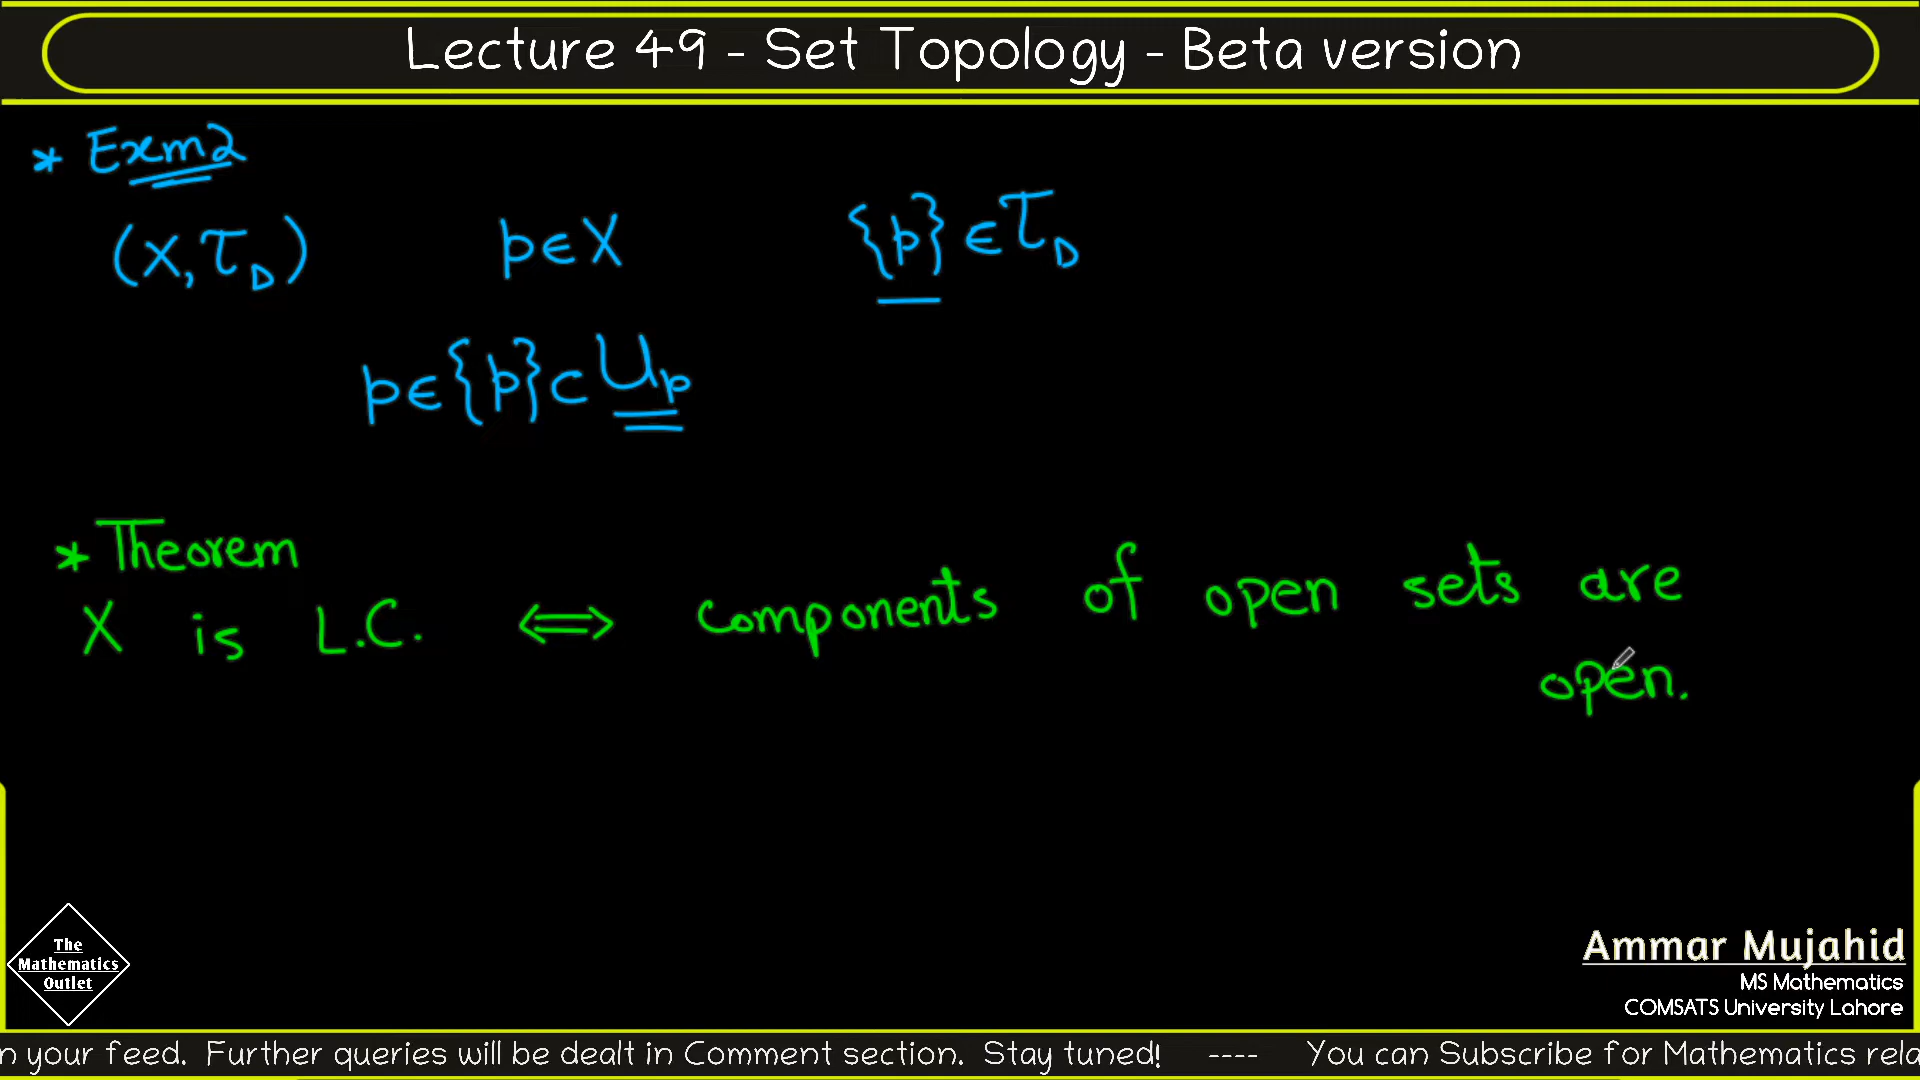 Lecture 49 - Set Topology - Beta version
* Exm2
(X, τ_D) p∈X {p}∈τ_D
p∈{p}⊂U_p
* Theorem
X is L.C. ⟺ components of open sets are
open.
The
Mathematics
Outlet
Ammar Mujahid
MS Mathematics
COMSATS University Lahore
n your feed. Further queries will be dealt in Comment section. Stay tuned! ---- You can Subscribe for Mathematics rela